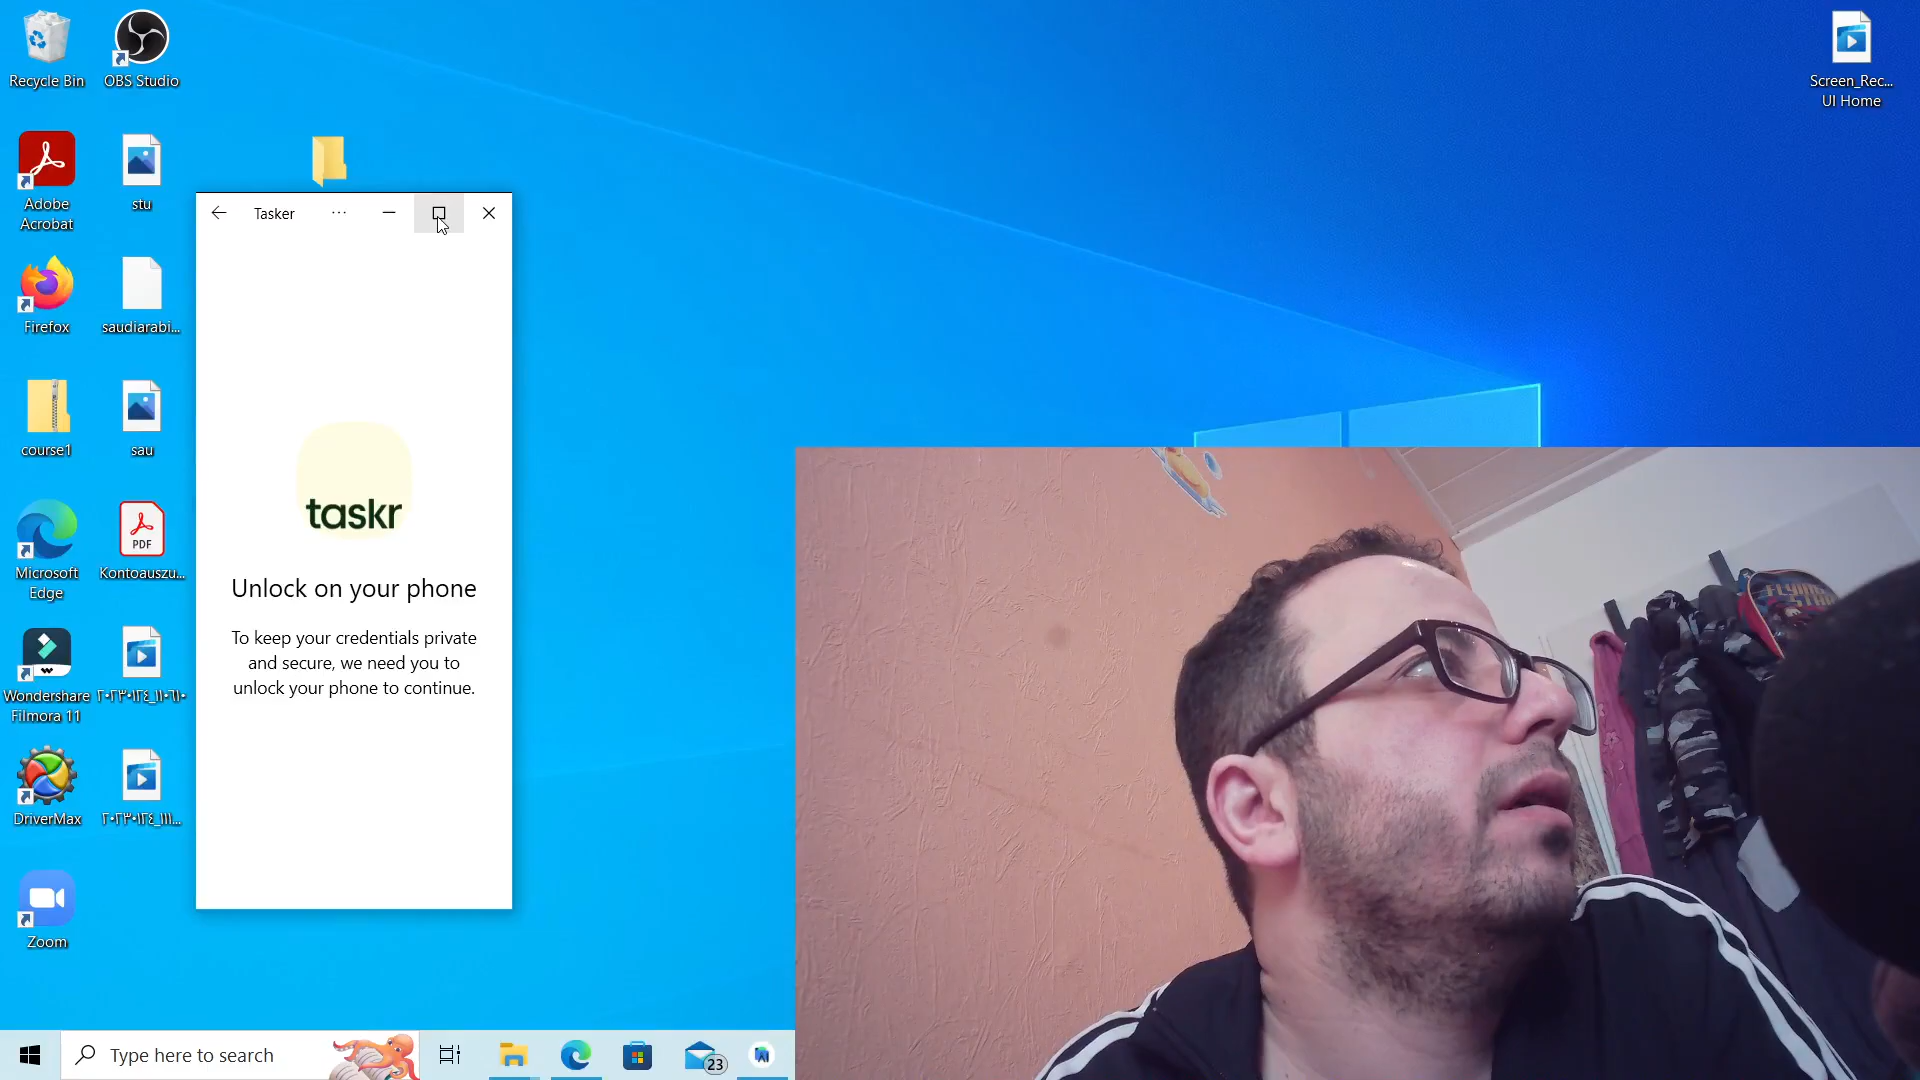 Recycle Bin
OBS Studio
Screen_Rec...
UI Home
Adobe
Acrobat
stu
Tasker
Firefox
saudiarabi...
course1
sau
taskr
Unlock on your phone
To keep your credentials private
and secure, we need you to
unlock your phone to continue.
Microsoft
Edge
PDF
Kontoauszu...
Wondershare
Filmora 11
DriverMax
Zoom
Type here to search
23